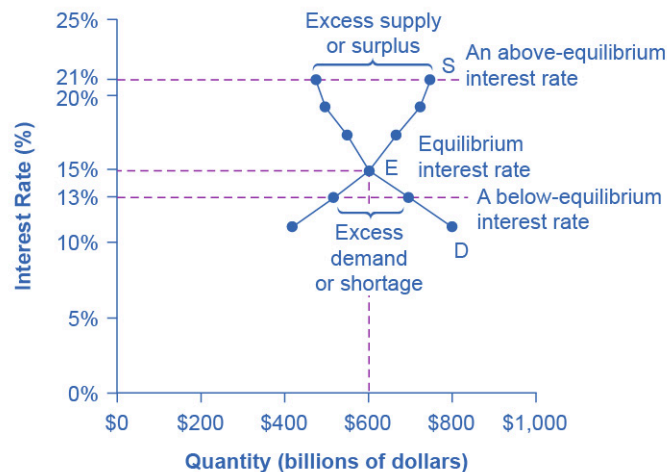 25%
Excess supply
or surplus
S
An above-equilibrium
interest rate
21%
20%
Equilibrium
interest rate
15%
E
13%
A below-equilibrium
interest rate
Excess
demand
or shortage
D
10%
5%
0%
Interest Rate (%)
$0
$200
$400
$600
$800
$1,000
Quantity (billions of dollars)